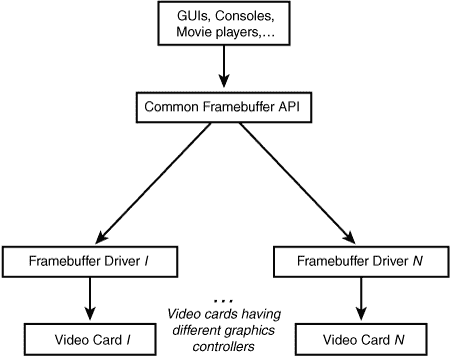 GUIs, Consoles,
Movie players,...
Common Framebuffer API
Framebuffer Driver I
Framebuffer Driver N
...
Video cards having
different graphics
controllers
Video Card I
Video Card N